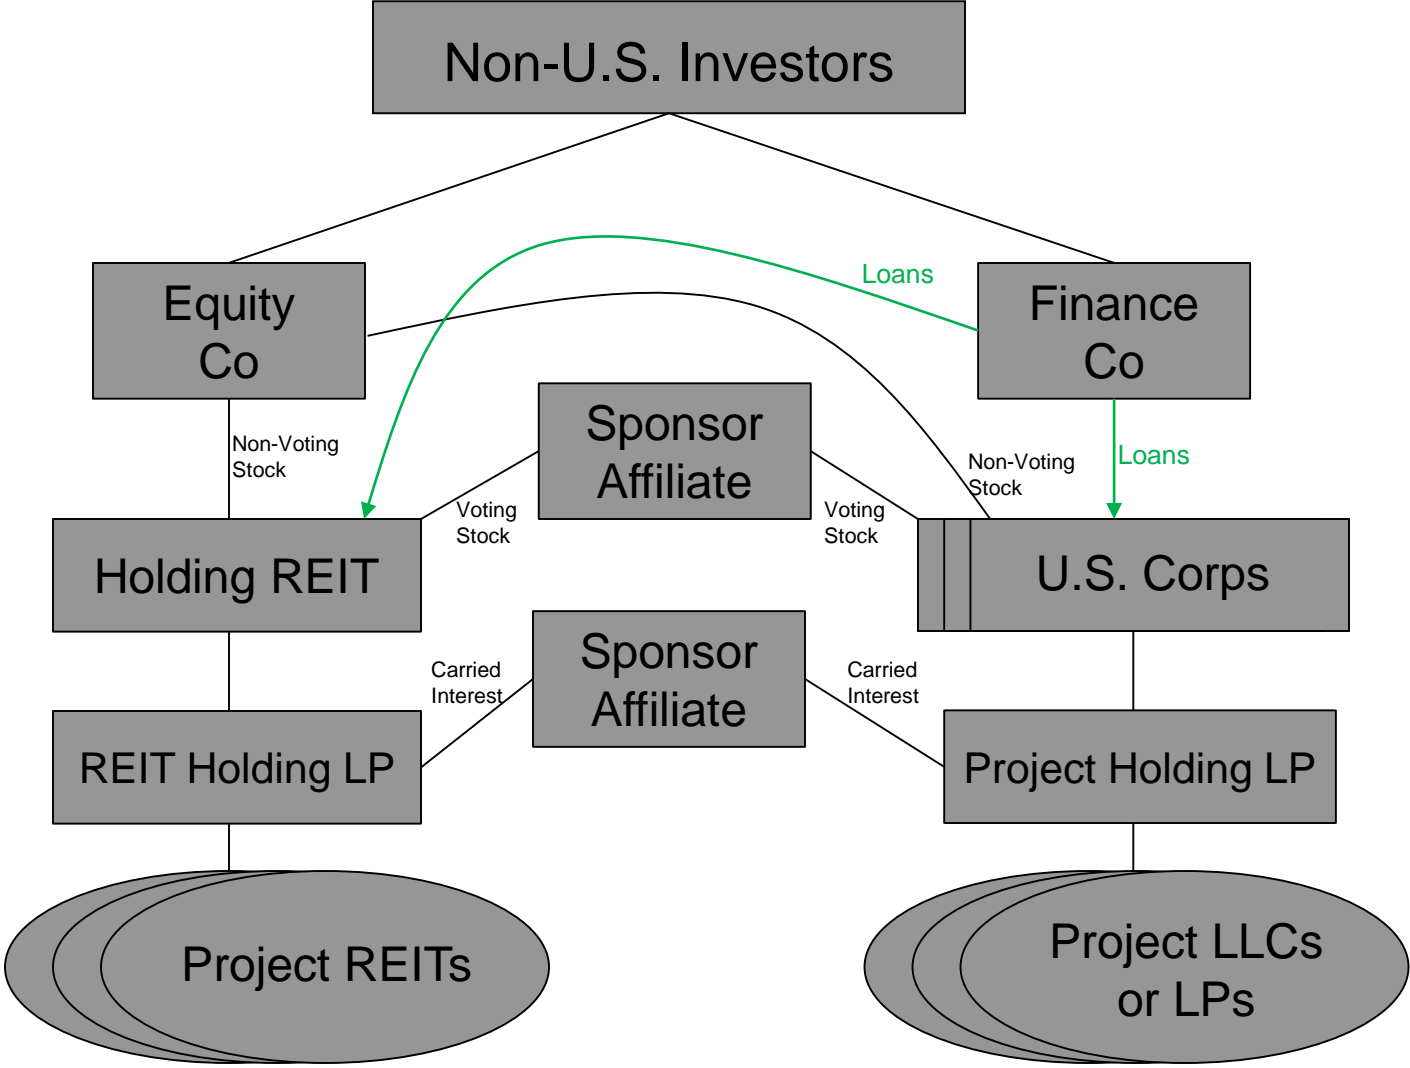 Non-U.S. Investors
Loans
Equity
Co
Finance
Co
Sponsor
Affiliate
Non-Voting
Stock
Non-Voting
Stock
Loans
Voting
Stock
Voting
Stock
Holding REIT
U.S. Corps
Sponsor
Affiliate
Carried
Interest
Carried
Interest
REIT Holding LP
Project Holding LP
Project REITs
Project LLCs
or LPs